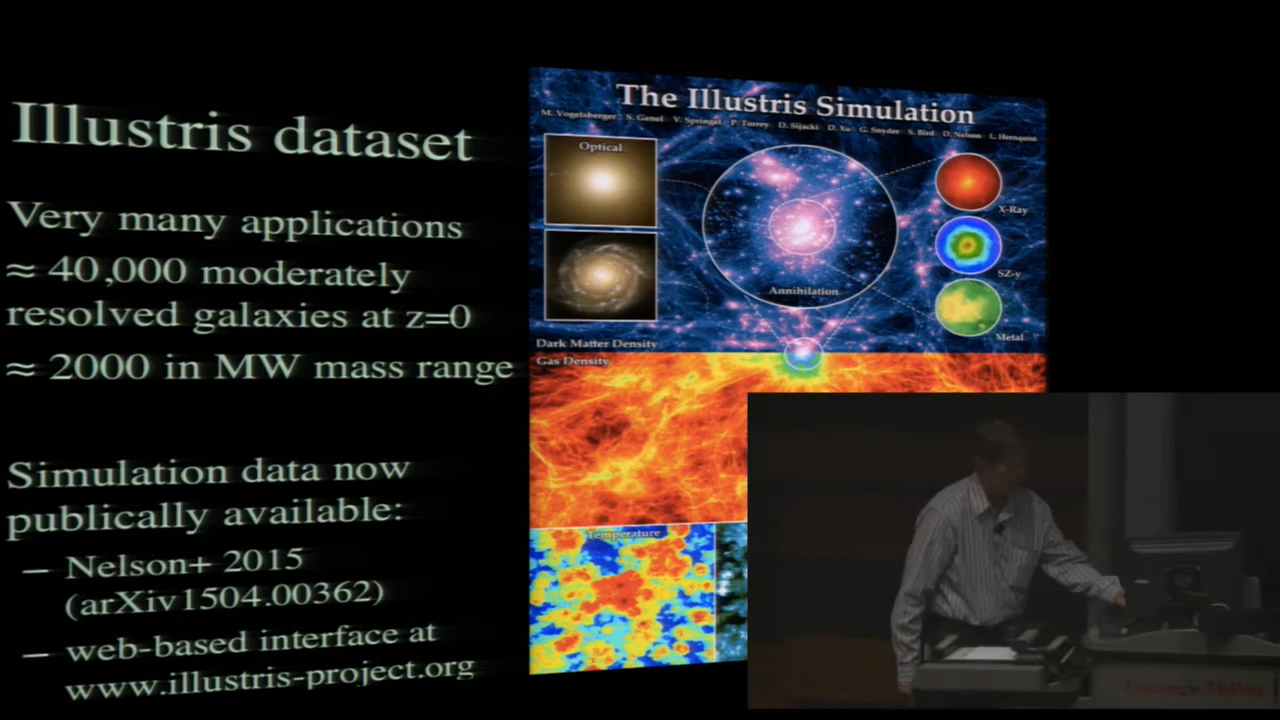 Illustris dataset
Very many applications
≈ 40,000 moderately
resolved galaxies at z=0
≈ 2000 in MW mass range
Simulation data now
publically available:
– Nelson+ 2015
(arXiv1504.00362)
– web-based interface at
www.illustris-project.org
The Illustris Simulation
M. Vogelsberger S. Genel V. Springel P. Torrey D. Sijacki D. Xu G. Snyder S. Bird D. Nelson L. Hernquist
Optical
X-Ray
SZ-y
Annihilation
Metal
Dark Matter Density
Gas Density
Temperature
Carnegie Mellon